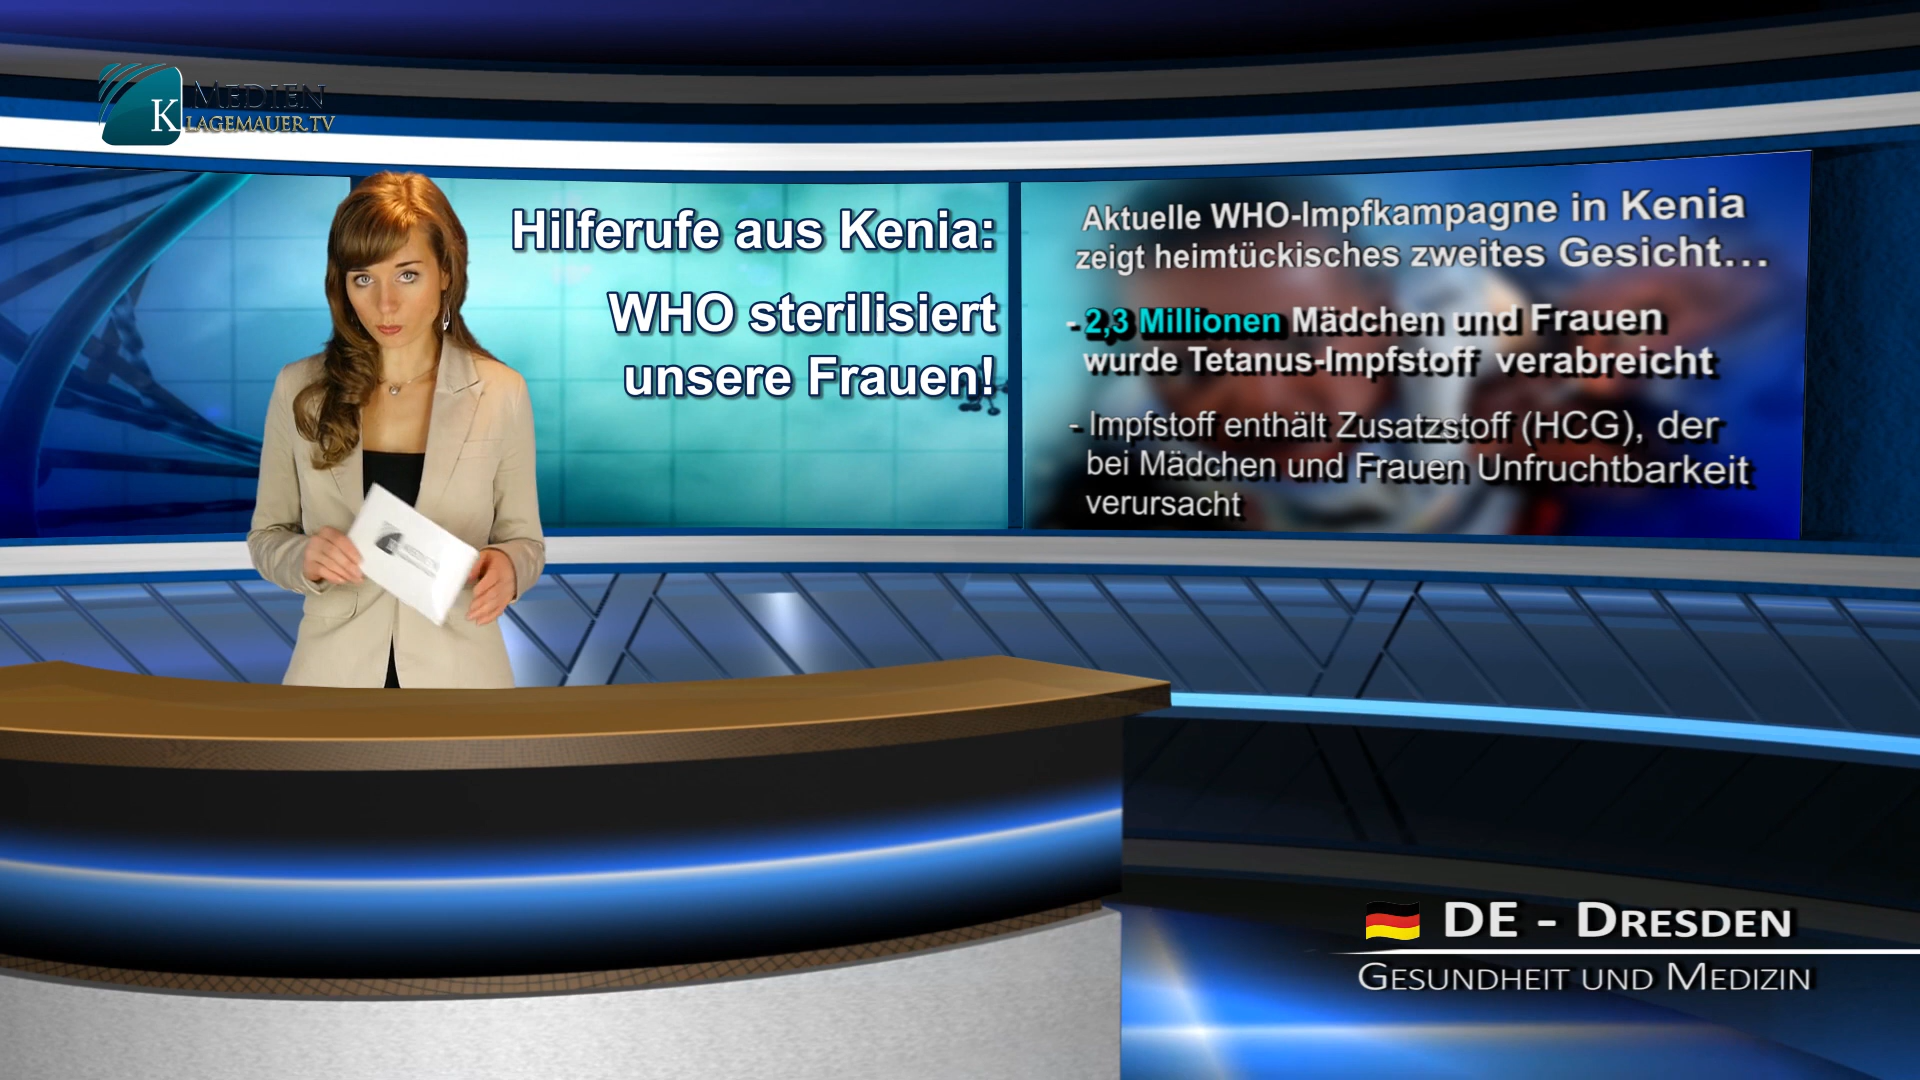 MEDIEN
KLAGEMAUER.TV
Hilferufe aus Kenia:
WHO sterilisiert
unsere Frauen!
Aktuelle WHO-Impfkampagne in Kenia
zeigt heimtückisches zweites Gesicht...
- 2,3 Millionen Mädchen und Frauen
wurde Tetanus-Impfstoff verabreicht
- Impfstoff enthält Zusatzstoff (HCG), der
bei Mädchen und Frauen Unfruchtbarkeit
verursacht
DE - DRESDEN
GESUNDHEIT UND MEDIZIN